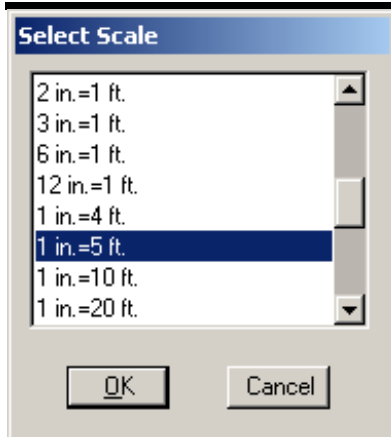 Select Scale
2 in.=1 ft.
3 in.=1 ft.
6 in.=1 ft.
12 in.=1 ft.
1 in.=4 ft.
1 in.=5 ft.
1 in.=10 ft.
1 in.=20 ft.
OK Cancel